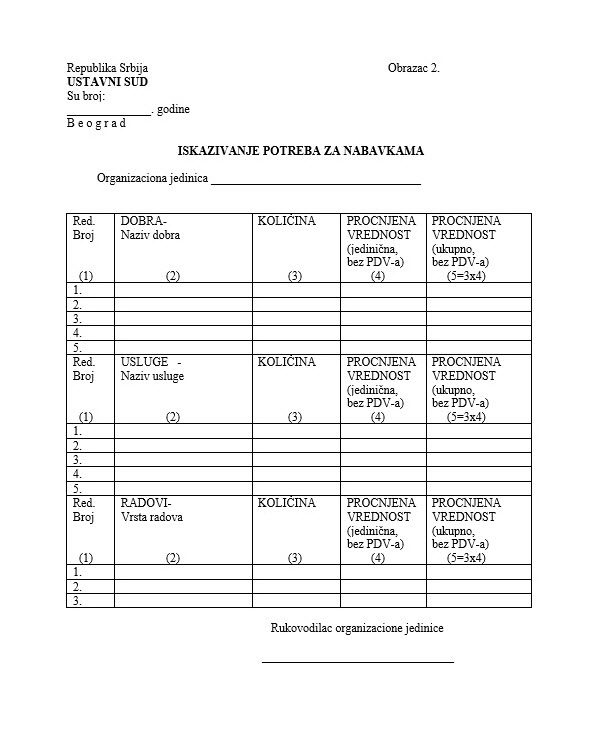 Republika Srbija Obrazac 2.
USTAVNI SUD
Su broj:
______________. godine
B e o g r a d
ISKAZIVANJE POTREBA ZA NABAVKAMA
Organizaciona jedinica ___________________________________
Red. DOBRA- KOLIČINA PROCNJENA PROCNJENA
Broj Naziv dobra VREDNOST VREDNOST
(jedinična, (ukupno,
bez PDV-a) bez PDV-a)
(1) (2) (3) (4) (5=3x4)
1.
2.
3.
4.
5.
Red. USLUGE - KOLIČINA PROCNJENA PROCNJENA
Broj Naziv usluge VREDNOST VREDNOST
(jedinična, (ukupno,
bez PDV-a) bez PDV-a)
(1) (2) (3) (4) (5=3x4)
1.
2.
3.
4.
5.
Red. RADOVI- KOLIČINA PROCNJENA PROCNJENA
Broj Vrsta radova VREDNOST VREDNOST
(jedinična, (ukupno,
bez PDV-a) bez PDV-a)
(1) (2) (3) (4) (5=3x4)
1.
2.
3.
Rukovodilac organizacione jedinice
________________________________